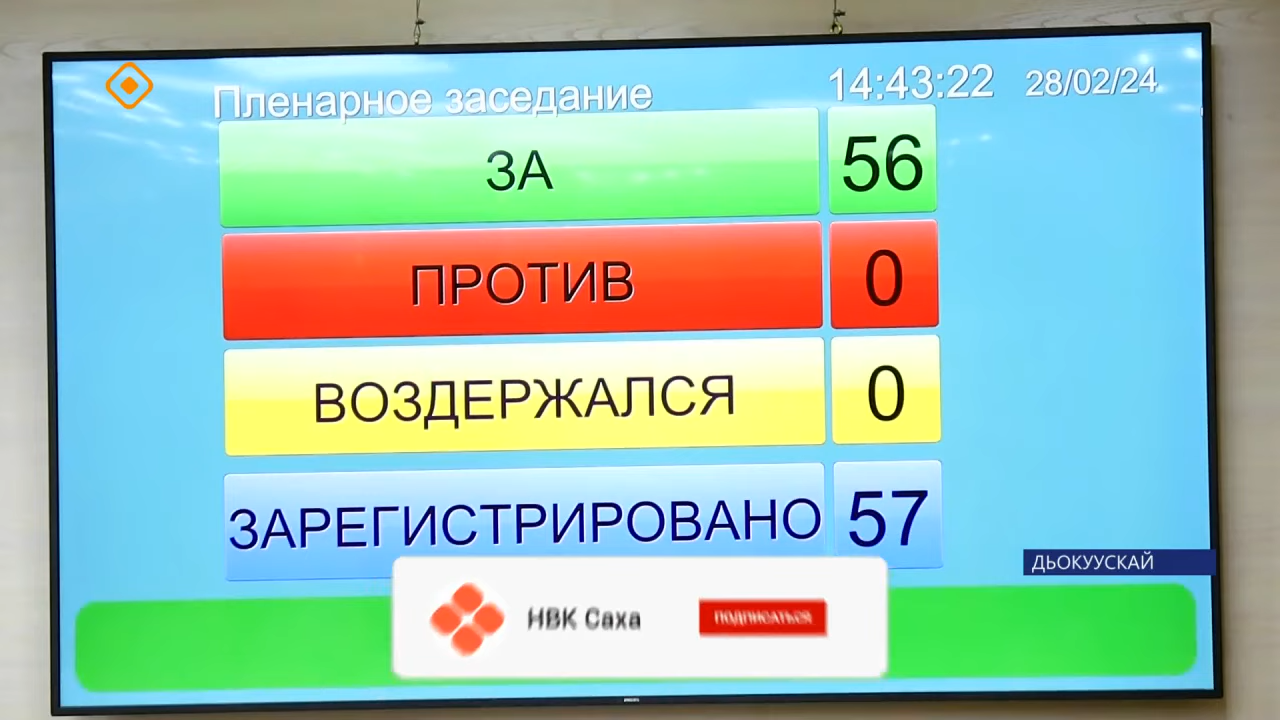 Пленарное заседание 14:43:22 28/02/24
ЗА 56
ПРОТИВ 0
ВОЗДЕРЖАЛСЯ 0
ЗАРЕГИСТРИРОВАНО 57
ДЬОКУУСКАЙ
НВК Саха ПОДПИСАТЬСЯ